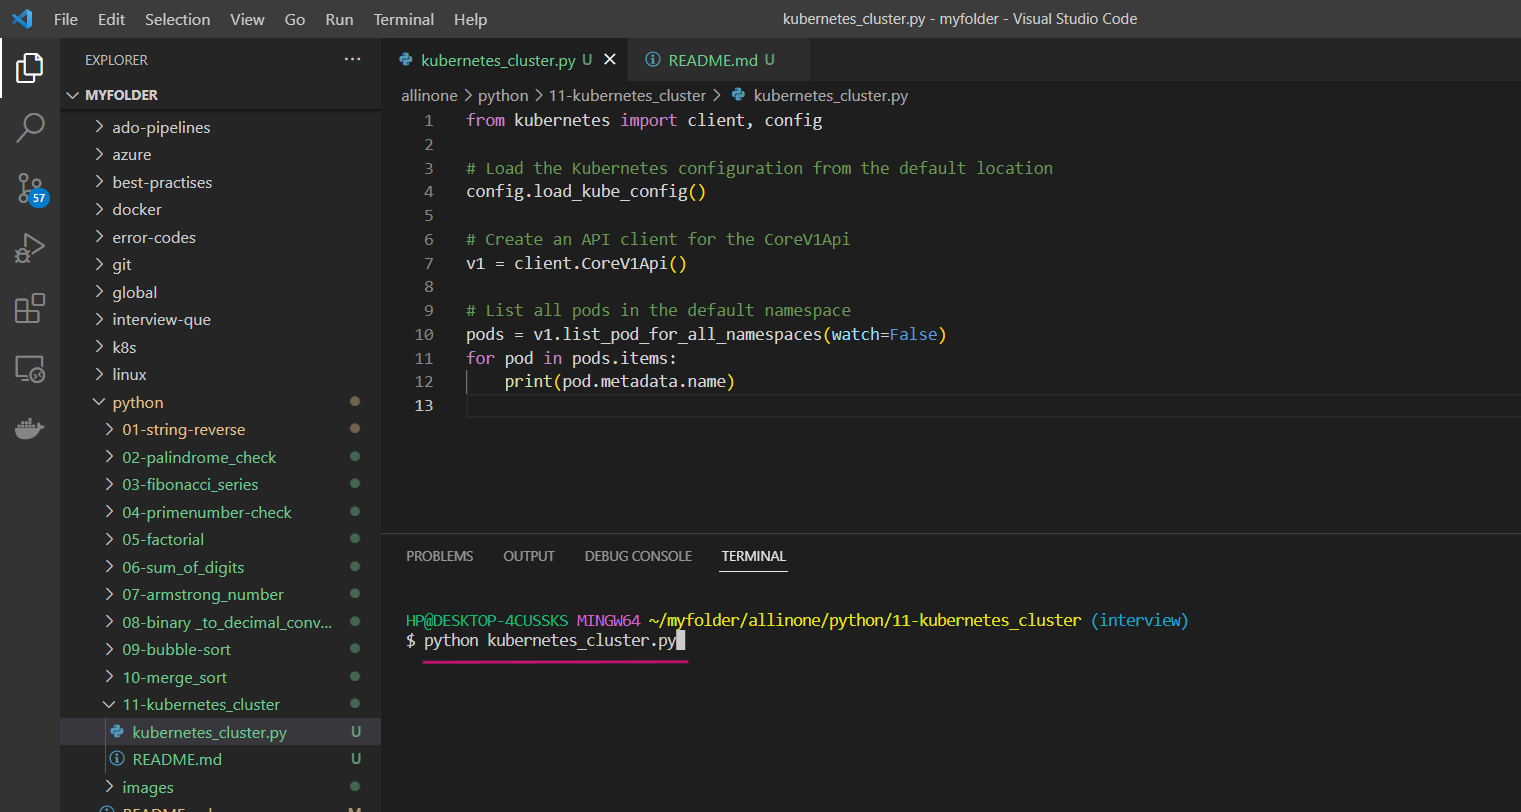 File Edit Selection View Go Run Terminal Help
kubernetes_cluster.py - myfolder - Visual Studio Code
EXPLORER ...
MYFOLDER
ado-pipelines
azure
best-practises
docker
error-codes
git
global
interview-que
k8s
linux
python
01-string-reverse
02-palindrome_check
03-fibonacci_series
04-primenumber-check
05-factorial
06-sum_of_digits
07-armstrong_number
08-binary _to_decimal_conv...
09-bubble-sort
10-merge_sort
11-kubernetes_cluster
kubernetes_cluster.py U
README.md U
images
57
kubernetes_cluster.py U
README.md U
allinone > python > 11-kubernetes_cluster > kubernetes_cluster.py
1 from kubernetes import client, config
2
3 # Load the Kubernetes configuration from the default location
4 config.load_kube_config()
5
6 # Create an API client for the CoreV1Api
7 v1 = client.CoreV1Api()
8
9 # List all pods in the default namespace
10 pods = v1.list_pod_for_all_namespaces(watch=False)
11 for pod in pods.items:
12 print(pod.metadata.name)
13
PROBLEMS OUTPUT DEBUG CONSOLE TERMINAL
HP@DESKTOP-4CUSSKS MINGW64 ~/myfolder/allinone/python/11-kubernetes_cluster (interview)
$ python kubernetes_cluster.py